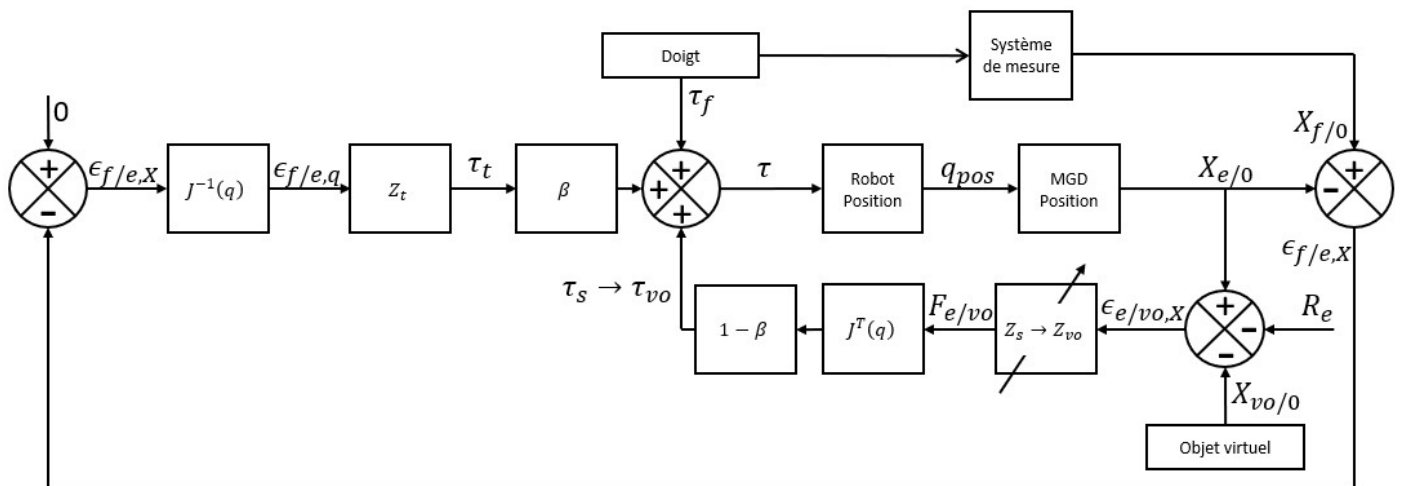 Doigt
Système
de mesure
0
τ_f
X_{f/0}
+
-
ϵ_{f/e,X}
J^{-1}(q)
ϵ_{f/e,q}
Z_t
τ_t
β
+
+
+
τ
Robot
Position
q_{pos}
MGD
Position
X_{e/0}
-
+
ϵ_{f/e,X}
τ_s → τ_{vo}
1 − β
J^T(q)
F_{e/vo}
Z_s → Z_{vo}
ϵ_{e/vo,X}
+
-
-
R_e
X_{vo/0}
Objet virtuel